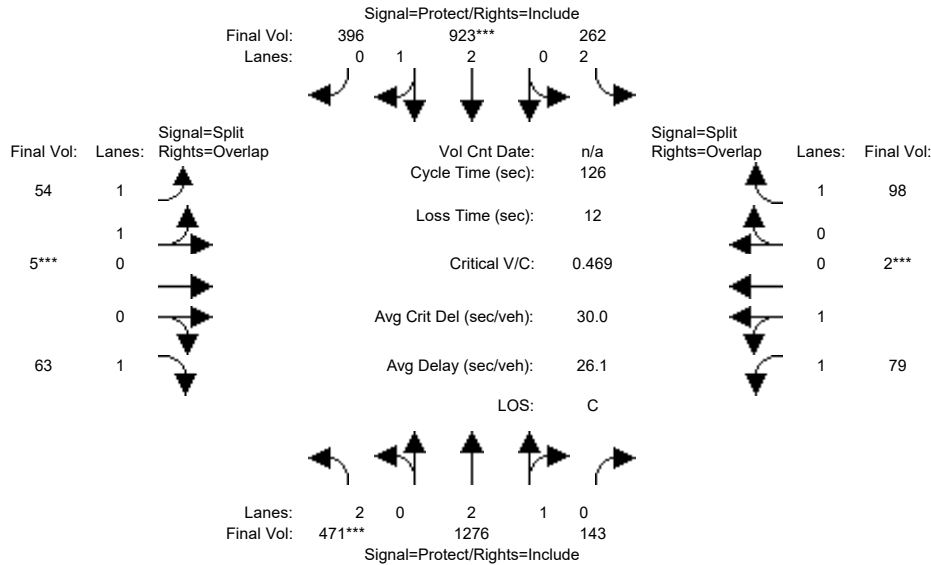 Signal=Protect/Rights=Include
Final Vol: 396 923*** 262
Lanes: 0 1 2 0 2
Signal=Split
Final Vol: Lanes: Rights=Overlap
Vol Cnt Date: n/a
Signal=Split
Rights=Overlap Lanes: Final Vol:
Cycle Time (sec): 126
54 1
1 98
Loss Time (sec): 12
1
0
5*** 0
Critical V/C: 0.469
0 2***
0
Avg Crit Del (sec/veh): 30.0
1
63 1
Avg Delay (sec/veh): 26.1
1 79
LOS: C
Lanes: 2 0 2 1 0
Final Vol: 471*** 1276 143
Signal=Protect/Rights=Include